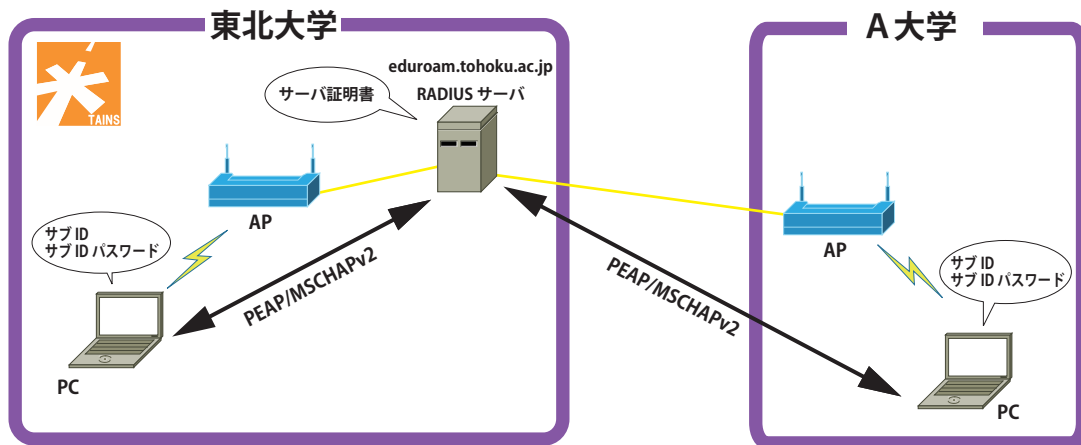 東北大学
TAINS
eduroam.tohoku.ac.jp
RADIUS サーバ
サーバ証明書
AP
サブ ID
サブ ID パスワード
PEAP/MSCHAPv2
PC
A 大学
AP
サブ ID
サブ ID パスワード
PEAP/MSCHAPv2
PC